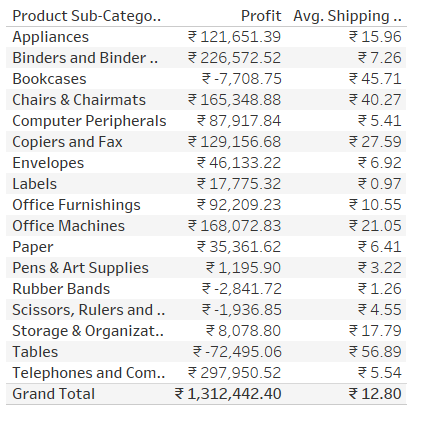 Product Sub-Catego.. Profit Avg. Shipping ..
Appliances ₹ 121,651.39 ₹ 15.96
Binders and Binder .. ₹ 226,572.52 ₹ 7.26
Bookcases ₹ -7,708.75 ₹ 45.71
Chairs & Chairmats ₹ 165,348.88 ₹ 40.27
Computer Peripherals ₹ 87,917.84 ₹ 5.41
Copiers and Fax ₹ 129,156.68 ₹ 27.59
Envelopes ₹ 46,133.22 ₹ 6.92
Labels ₹ 17,775.32 ₹ 0.97
Office Furnishings ₹ 92,209.23 ₹ 10.55
Office Machines ₹ 168,072.83 ₹ 21.05
Paper ₹ 35,361.62 ₹ 6.41
Pens & Art Supplies ₹ 1,195.90 ₹ 3.22
Rubber Bands ₹ -2,841.72 ₹ 1.26
Scissors, Rulers and .. ₹ -1,936.85 ₹ 4.55
Storage & Organizat.. ₹ 8,078.80 ₹ 17.79
Tables ₹ -72,495.06 ₹ 56.89
Telephones and Com.. ₹ 297,950.52 ₹ 5.54
Grand Total ₹ 1,312,442.40 ₹ 12.80